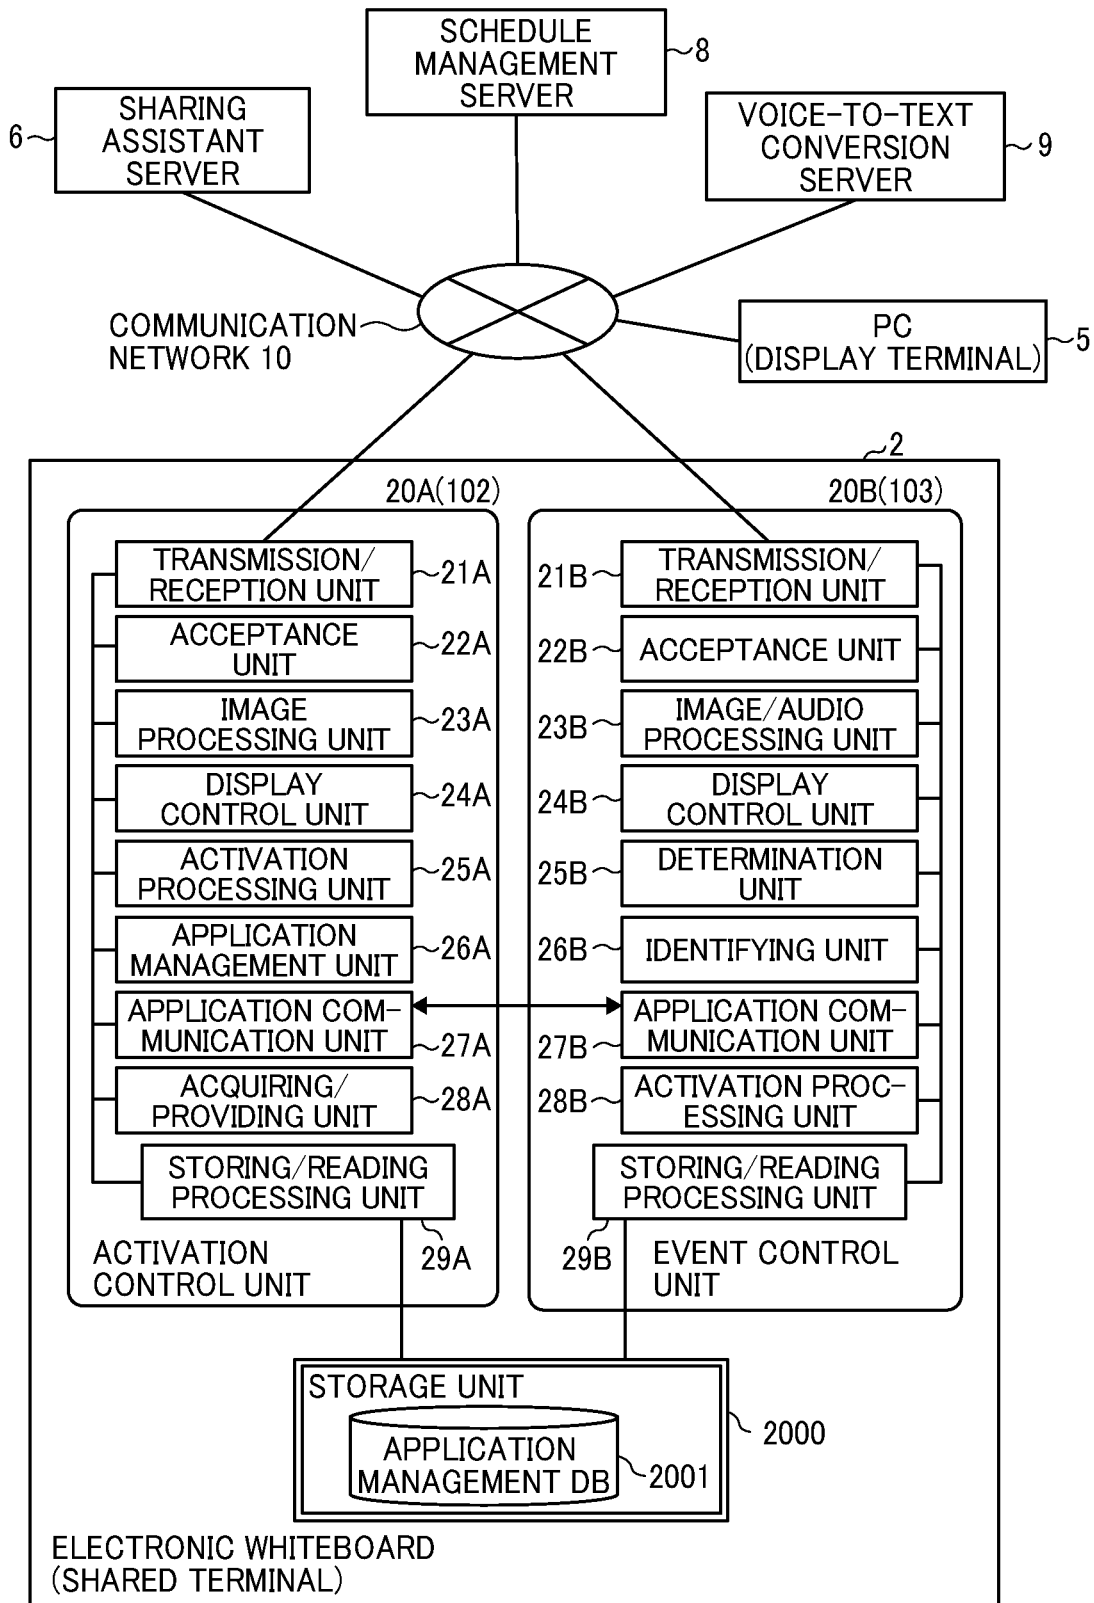 SCHEDULE
MANAGEMENT
SERVER
8
SHARING
ASSISTANT
SERVER
6
VOICE-TO-TEXT
CONVERSION
SERVER
9
COMMUNICATION
NETWORK 10
PC
(DISPLAY TERMINAL)
5
2
20A(102)
TRANSMISSION/
RECEPTION UNIT
21A
ACCEPTANCE
UNIT
22A
IMAGE
PROCESSING UNIT
23A
DISPLAY
CONTROL UNIT
24A
ACTIVATION
PROCESSING UNIT
25A
APPLICATION
MANAGEMENT UNIT
26A
APPLICATION COM-
MUNICATION UNIT
27A
ACQUIRING/
PROVIDING UNIT
28A
STORING/READING
PROCESSING UNIT
29A
ACTIVATION
CONTROL UNIT
20B(103)
21B
TRANSMISSION/
RECEPTION UNIT
22B
ACCEPTANCE UNIT
23B
IMAGE/AUDIO
PROCESSING UNIT
24B
DISPLAY
CONTROL UNIT
25B
DETERMINATION
UNIT
26B
IDENTIFYING UNIT
27B
APPLICATION COM-
MUNICATION UNIT
28B
ACTIVATION PROC-
ESSING UNIT
STORING/READING
PROCESSING UNIT
29B
EVENT CONTROL
UNIT
STORAGE UNIT
2000
APPLICATION
MANAGEMENT DB
2001
ELECTRONIC WHITEBOARD
(SHARED TERMINAL)